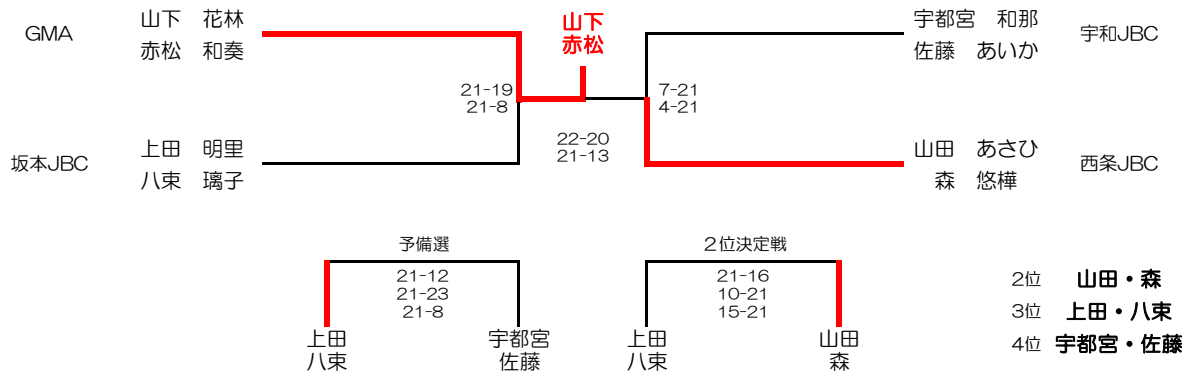 GMA
山下 花林
赤松 和奏
坂本JBC
上田 明里
八束 璃子
21-19
21-8
山下
赤松
22-20
21-13
7-21
4-21
宇都宮 和那
佐藤 あいか
宇和JBC
山田 あさひ
森 悠樺
西条JBC
予備選
21-12
21-23
21-8
上田
八束
宇都宮
佐藤
2位決定戦
21-16
10-21
15-21
上田
八束
山田
森
2位 山田・森
3位 上田・八束
4位 宇都宮・佐藤